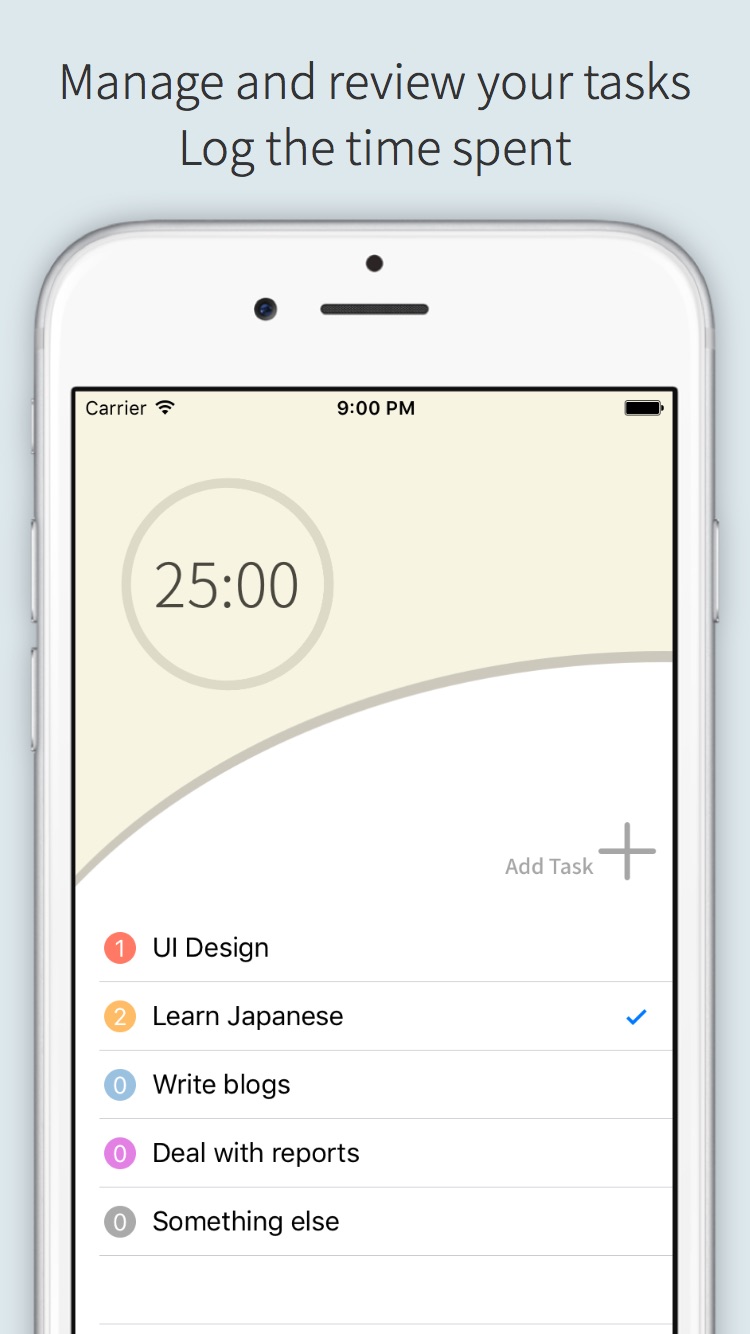 Manage and review your tasks
Log the time spent
Carrier 9:00 PM
25:00
Add Task
1 UI Design
2 Learn Japanese
0 Write blogs
0 Deal with reports
0 Something else